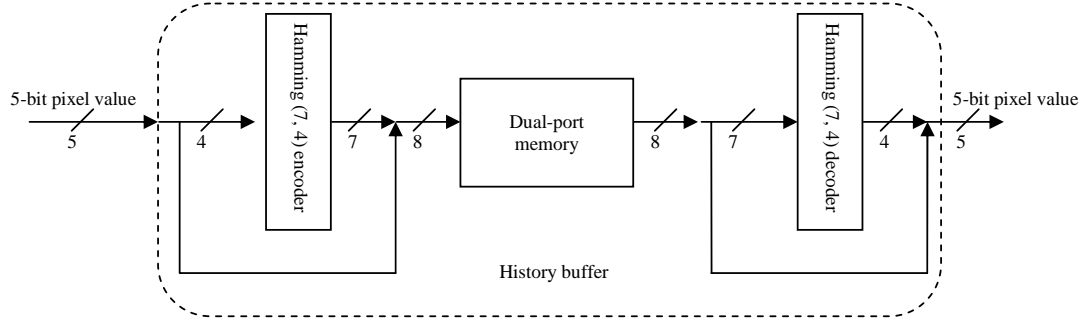 5-bit pixel value
5
4
Hamming (7, 4) encoder
7
8
Dual-port
memory
8
7
Hamming (7, 4) decoder
4
5
5-bit pixel value
History buffer